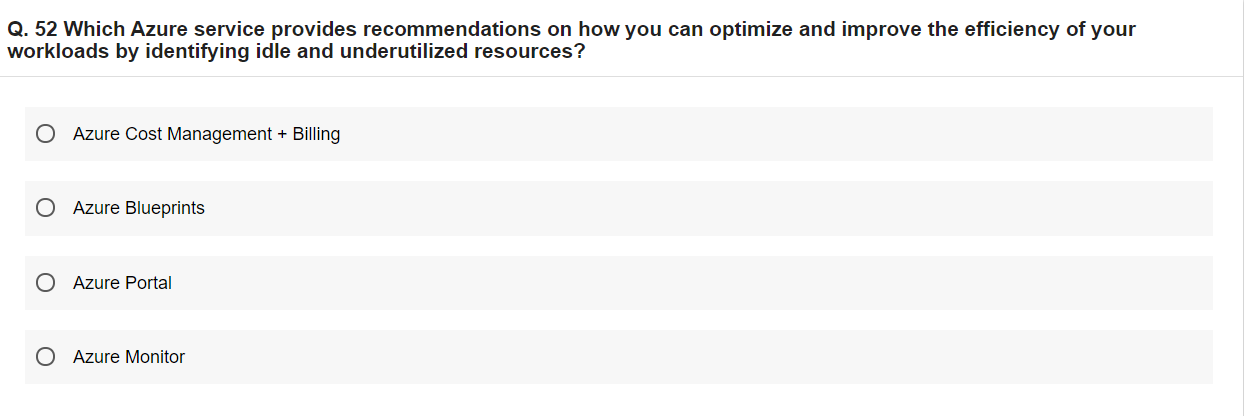 Q. 52 Which Azure service provides recommendations on how you can optimize and improve the efficiency of your
workloads by identifying idle and underutilized resources?
Azure Cost Management + Billing
Azure Blueprints
Azure Portal
Azure Monitor